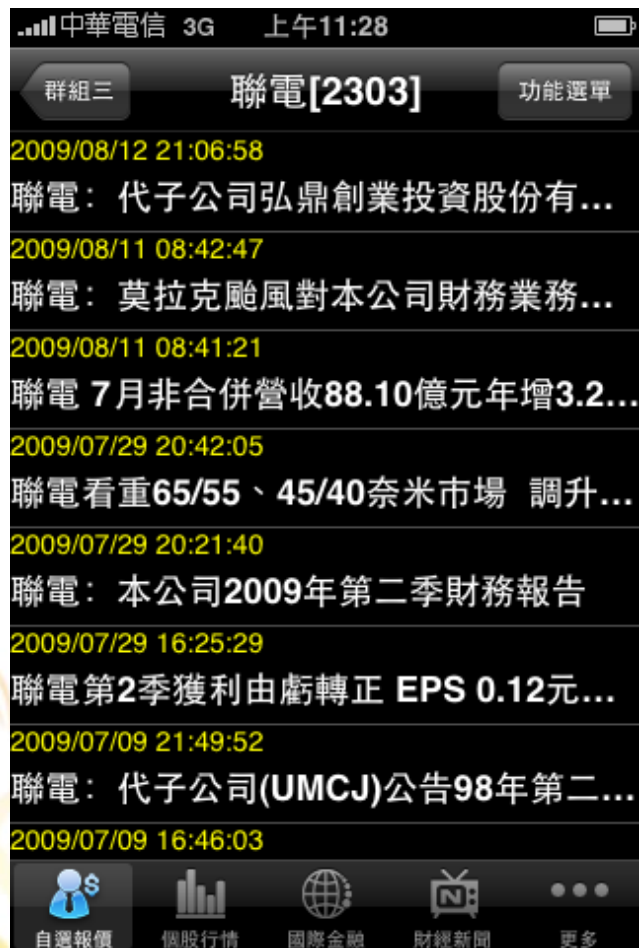 中華電信 3G 上午11:28
群組三 聯電[2303] 功能選單
2009/08/12 21:06:58
聯電：代子公司弘鼎創業投資股份有...
2009/08/11 08:42:47
聯電：莫拉克颱風對本公司財務業務...
2009/08/11 08:41:21
聯電 7月非合併營收88.10億元年增3.2...
2009/07/29 20:42:05
聯電看重65/55、45/40奈米市場 調升...
2009/07/29 20:21:40
聯電：本公司2009年第二季財務報告
2009/07/29 16:25:29
聯電第2季獲利由虧轉正 EPS 0.12元...
2009/07/09 21:49:52
聯電：代子公司(UMCJ)公告98年第二...
2009/07/09 16:46:03
自選報價 個股行情 國際金融 財經新聞 更多